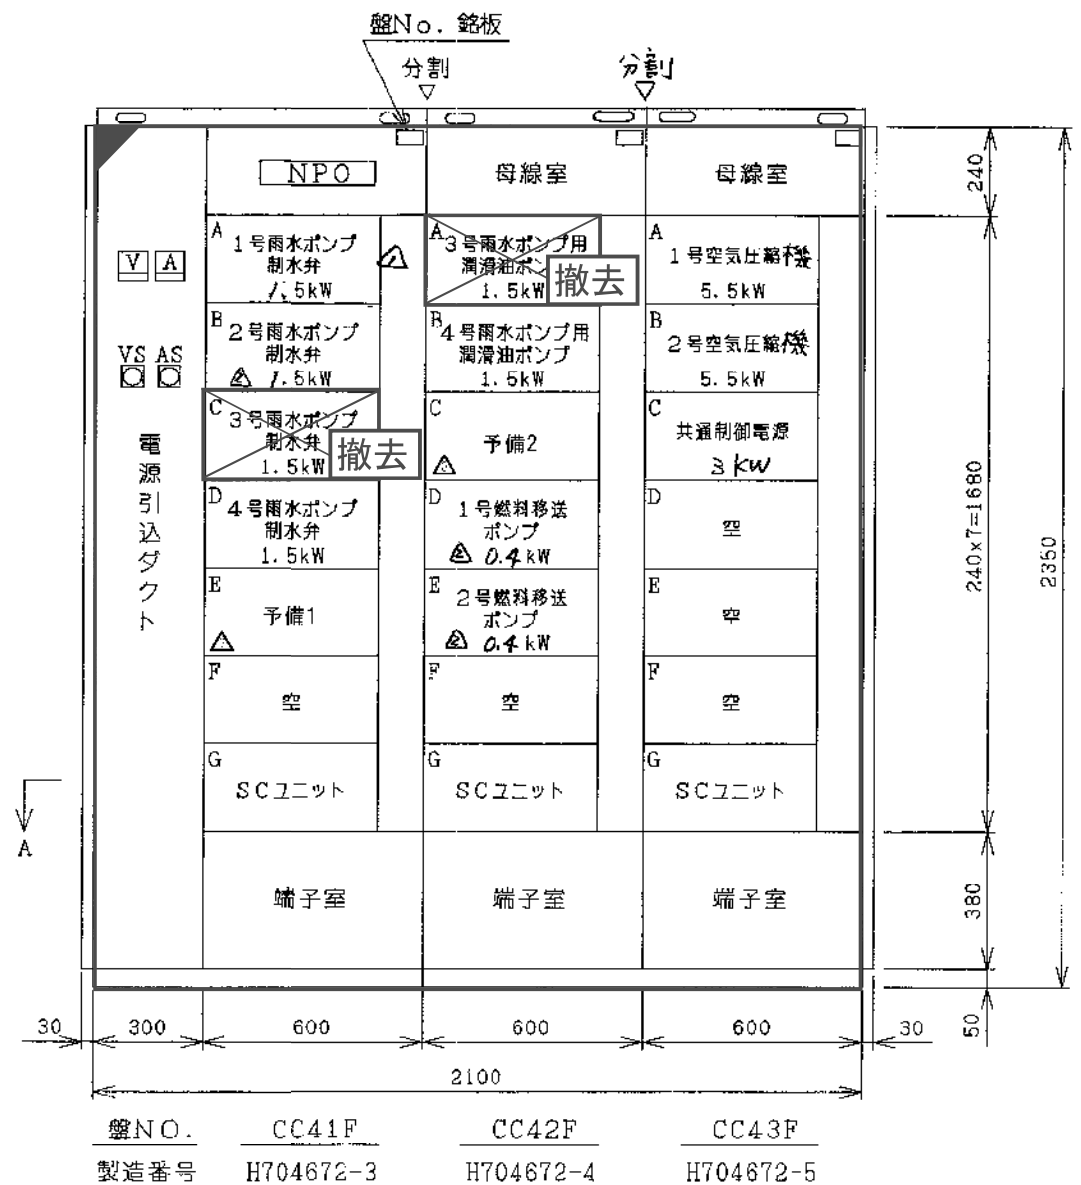 盤No. 銘板
分割
分割
NPO
母線室
母線室
V A
VS AS
電源引込ダクト
A
1号雨水ポンプ
制水弁
1.5kW
B
2号雨水ポンプ
制水弁
2 1.5kW
C
3号雨水ポンプ
制水弁
1.5kW
撤去
D
4号雨水ポンプ
制水弁
1.5kW
E
予備1
F
空
G
SCユニット
端子室
A
3号雨水ポンプ用
潤滑油ポン
1.5kW
撤去
B
4号雨水ポンプ用
潤滑油ポンプ
1.5kW
C
予備2
D
1号燃料移送
ポンプ
2 0.4kW
E
2号燃料移送
ポンプ
2 0.4kW
F
空
G
SCユニット
端子室
A
1号空気圧縮機
5.5kW
B
2号空気圧縮機
5.5kW
C
共通制御電源
3kW
D
空
E
空
F
空
G
SCユニット
端子室
A
240
240x7=1680
2350
380
50
30 300 600 600 600 30
2100
盤NO. CC41F CC42F CC43F
製造番号 H704672-3 H704672-4 H704672-5